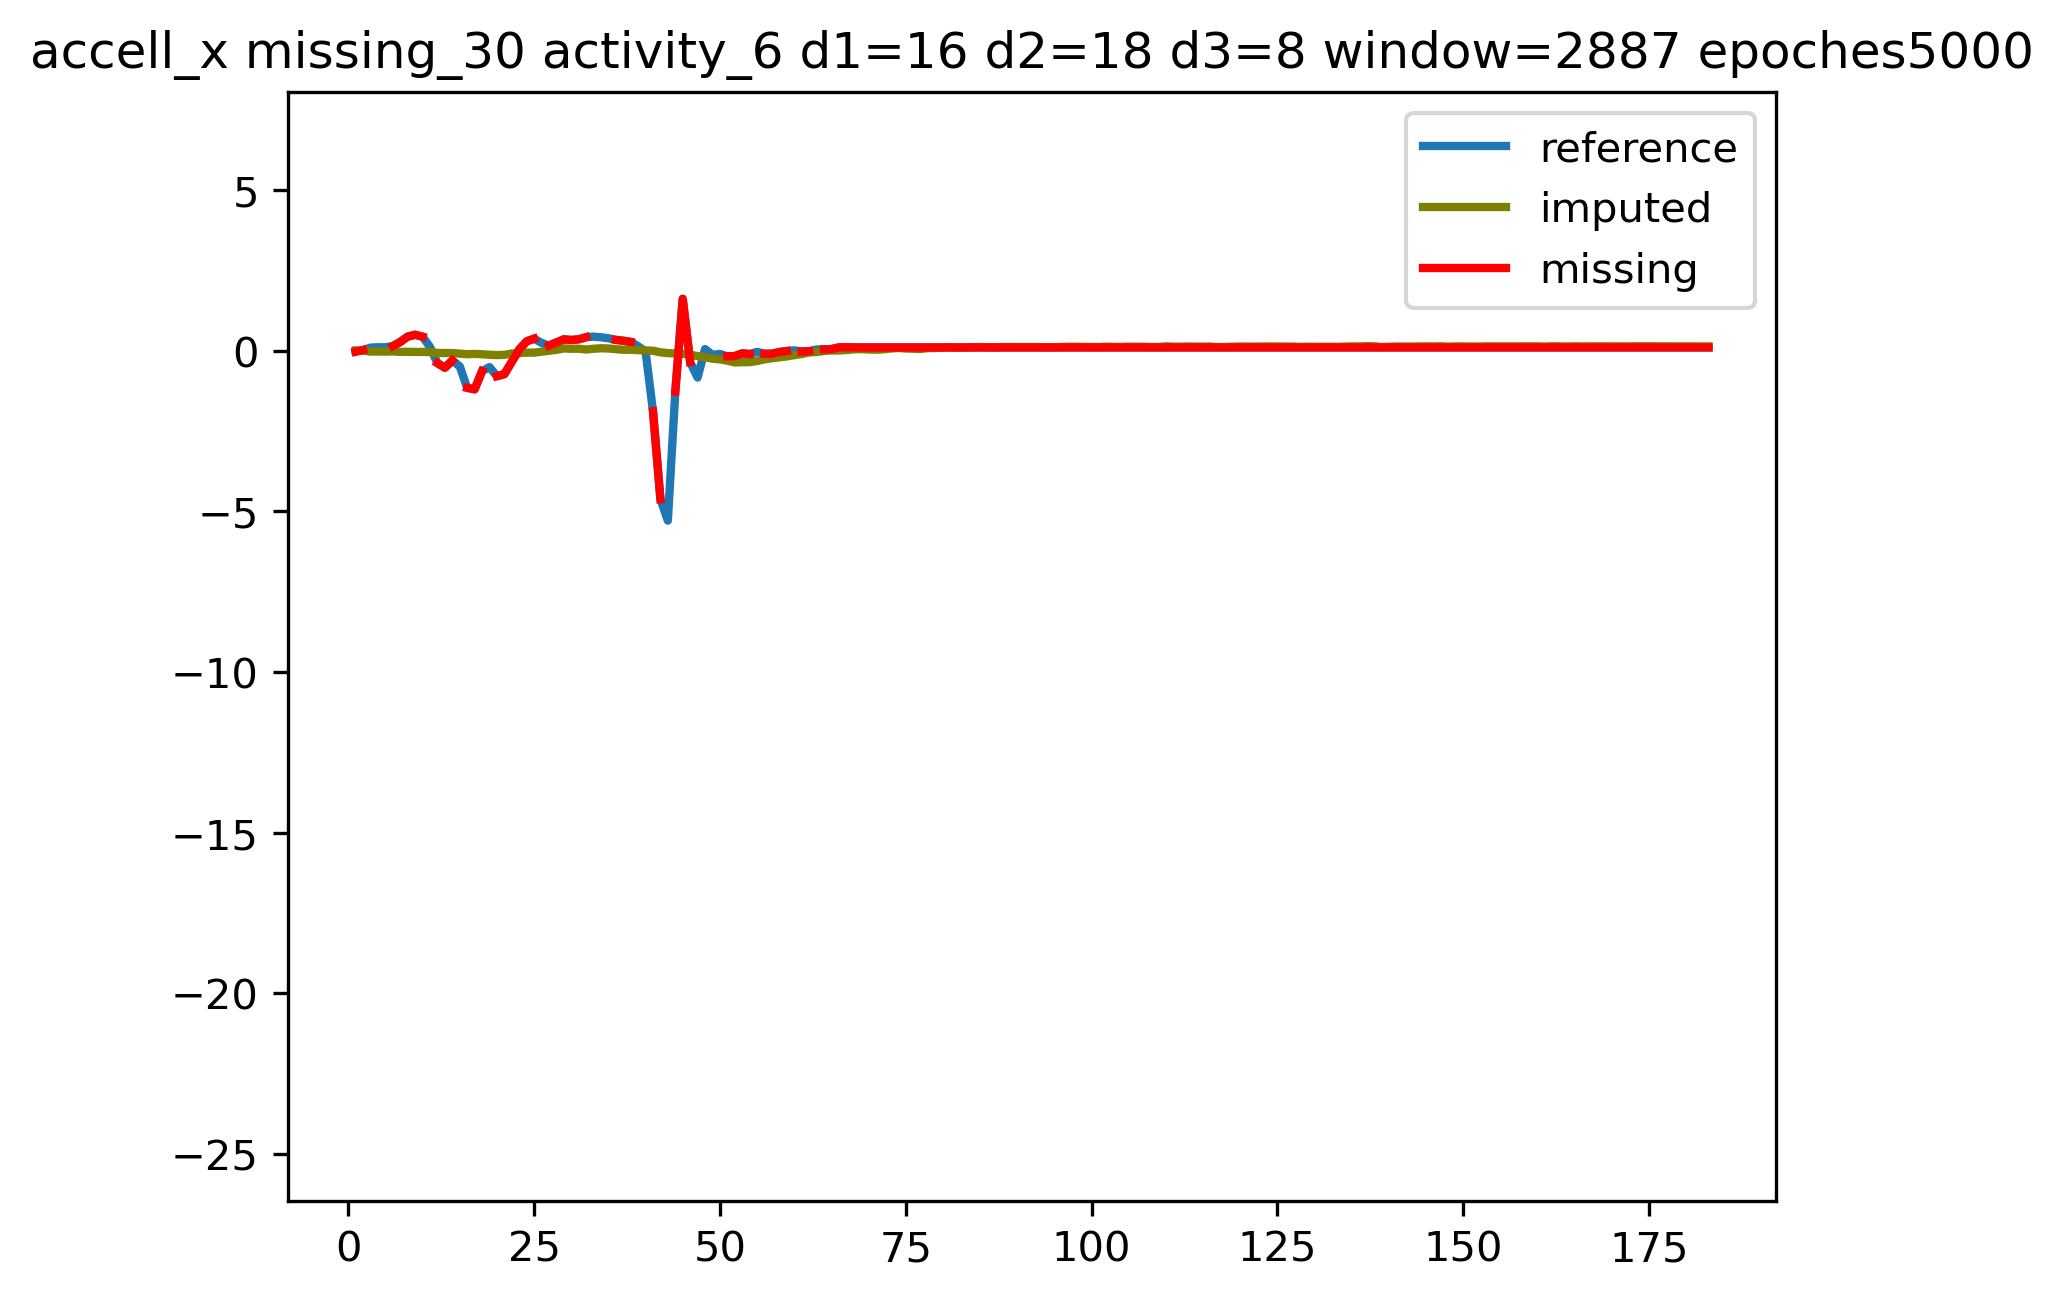 accell_x missing_30 activity_6 d1=16 d2=18 d3=8 window=2887 epoches5000
reference
imputed
missing
5
0
−5
−10
−15
−20
−25
0 25 50 75 100 125 150 175